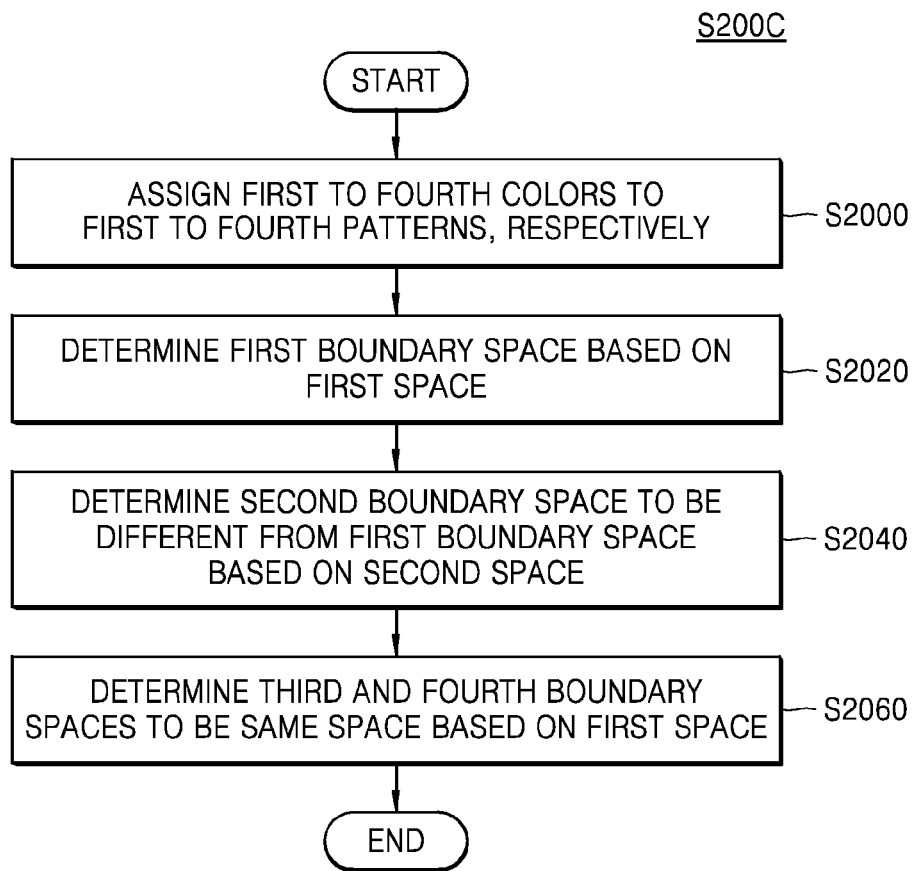 S200C
START
ASSIGN FIRST TO FOURTH COLORS TO
FIRST TO FOURTH PATTERNS, RESPECTIVELY
S2000
DETERMINE FIRST BOUNDARY SPACE BASED ON
FIRST SPACE
S2020
DETERMINE SECOND BOUNDARY SPACE TO BE
DIFFERENT FROM FIRST BOUNDARY SPACE
BASED ON SECOND SPACE
S2040
DETERMINE THIRD AND FOURTH BOUNDARY
SPACES TO BE SAME SPACE BASED ON FIRST SPACE
S2060
END